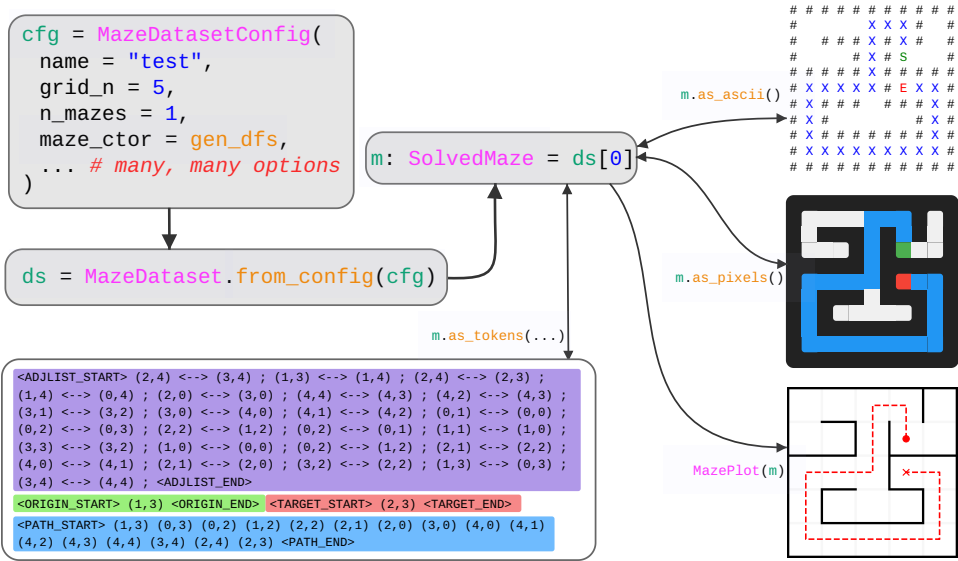 cfg = MazeDatasetConfig(
name = "test",
grid_n = 5,
n_mazes = 1,
maze_ctor = gen_dfs,
... # many, many options
)
ds = MazeDataset.from_config(cfg)
m: SolvedMaze = ds[0]
m.as_ascii()
# # # # # # # # # # #
#         X X X #   #
#   # # # X # X #   #
#       # X # S     #
# # # # # X # # # # #
# X X X X X # E X X #
# X # # #   # # # X #
# X #           # X #
# X # # # # # # # X #
# X X X X X X X X X #
# # # # # # # # # # #
m.as_pixels()
m.as_tokens(...)
<ADJLIST_START> (2,4) <--> (3,4) ; (1,3) <--> (1,4) ; (2,4) <--> (2,3) ;
(1,4) <--> (0,4) ; (2,0) <--> (3,0) ; (4,4) <--> (4,3) ; (4,2) <--> (4,3) ;
(3,1) <--> (3,2) ; (3,0) <--> (4,0) ; (4,1) <--> (4,2) ; (0,1) <--> (0,0) ;
(0,2) <--> (0,3) ; (2,2) <--> (1,2) ; (0,2) <--> (0,1) ; (1,1) <--> (1,0) ;
(3,3) <--> (3,2) ; (1,0) <--> (0,0) ; (0,2) <--> (1,2) ; (2,1) <--> (2,2) ;
(4,0) <--> (4,1) ; (2,1) <--> (2,0) ; (3,2) <--> (2,2) ; (1,3) <--> (0,3) ;
(3,4) <--> (4,4) ; <ADJLIST_END>
<ORIGIN_START> (1,3) <ORIGIN_END> <TARGET_START> (2,3) <TARGET_END>
<PATH_START> (1,3) (0,3) (0,2) (1,2) (2,2) (2,1) (2,0) (3,0) (4,0) (4,1)
(4,2) (4,3) (4,4) (3,4) (2,4) (2,3) <PATH_END>
MazePlot(m)